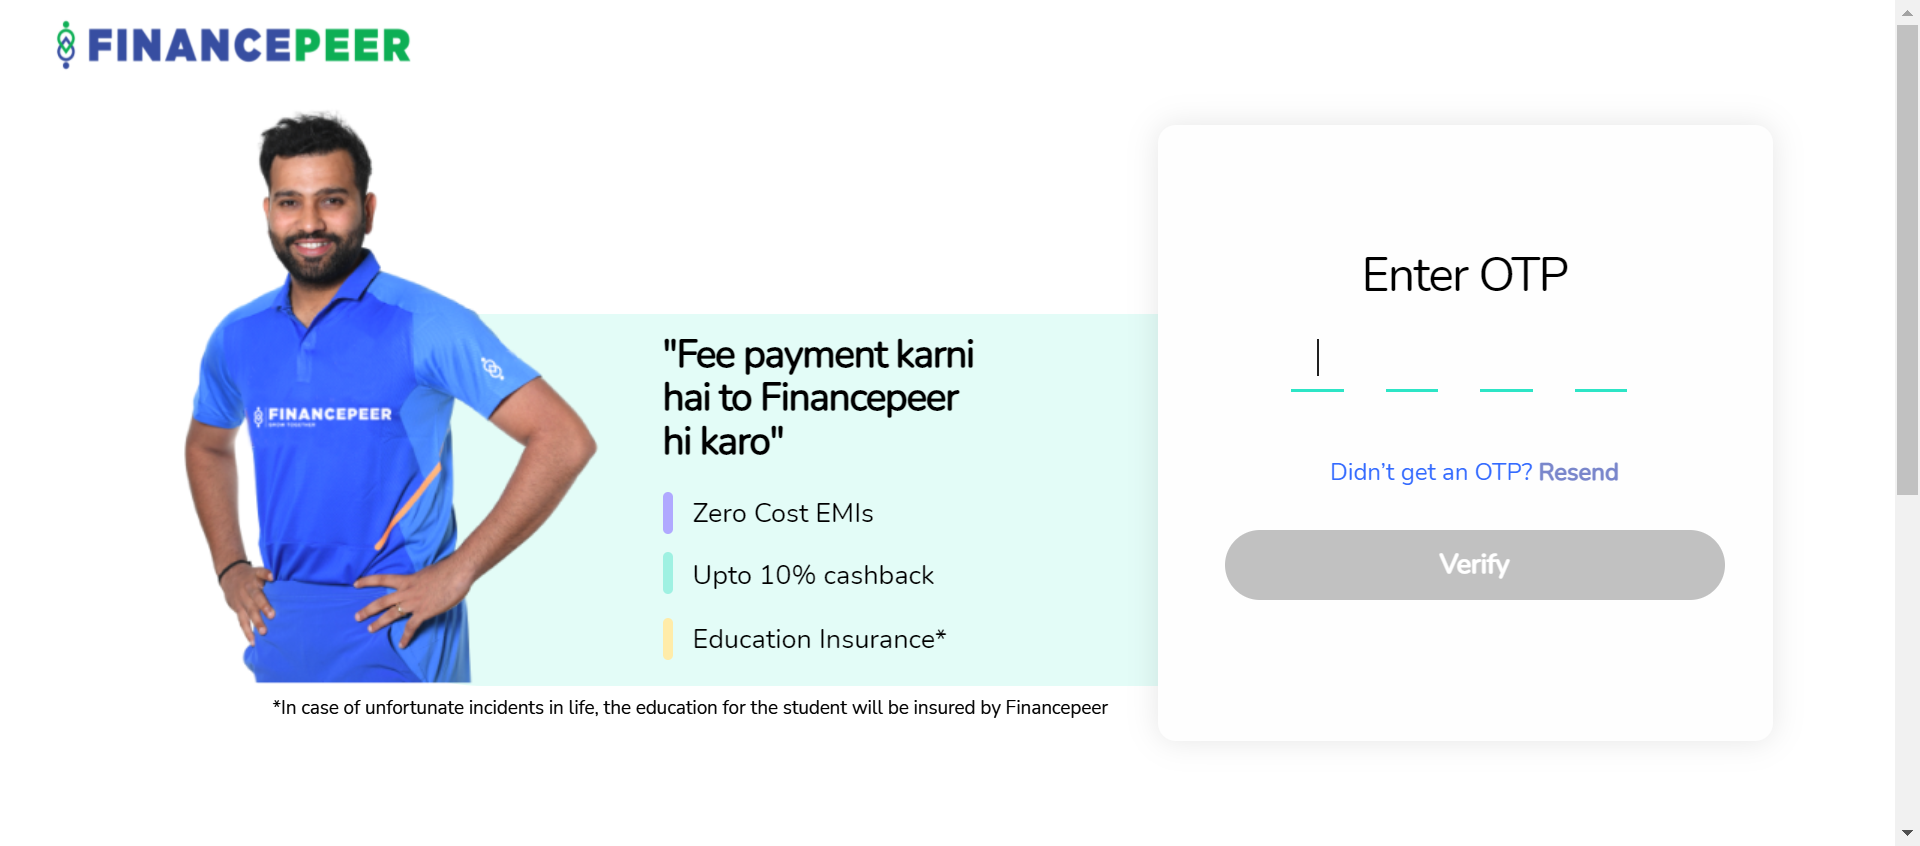 FINANCEPEER
FINANCEPEER
GROW TOGETHER
"Fee payment karni
hai to Financepeer
hi karo"
Zero Cost EMIs
Upto 10% cashback
Education Insurance*
*In case of unfortunate incidents in life, the education for the student will be insured by Financepeer
Enter OTP
Didn’t get an OTP? Resend
Verify